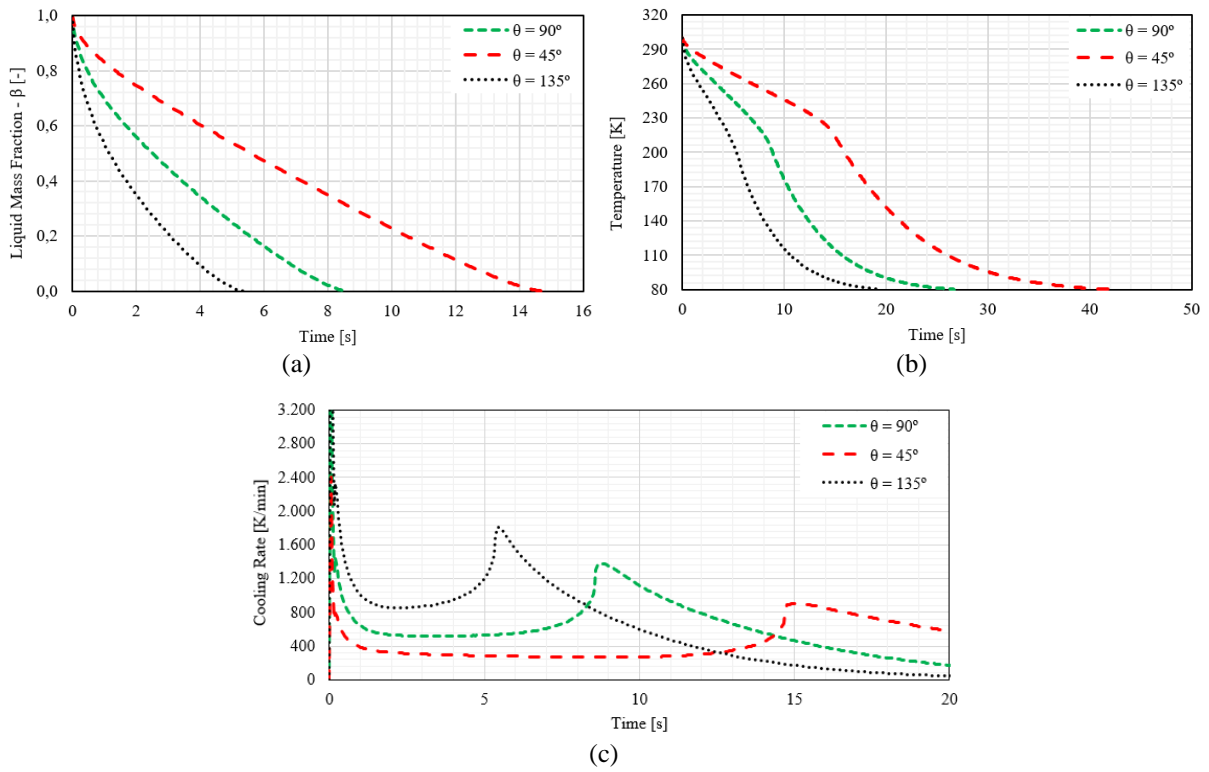 1,0
0,8
0,6
0,4
0,2
0,0
Liquid Mass Fraction - β [-]
θ = 90º
θ = 45º
θ = 135º
0 2 4 6 8 10 12 14 16
Time [s]
(a)
320
290
260
230
200
170
140
110
80
Temperature [K]
θ = 90º
θ = 45º
θ = 135º
0 10 20 30 40 50
Time [s]
(b)
3.200
2.800
2.400
2.000
1.600
1.200
800
400
0
Cooling Rate [K/min]
θ = 90º
θ = 45º
θ = 135º
0 5 10 15 20
Time [s]
(c)